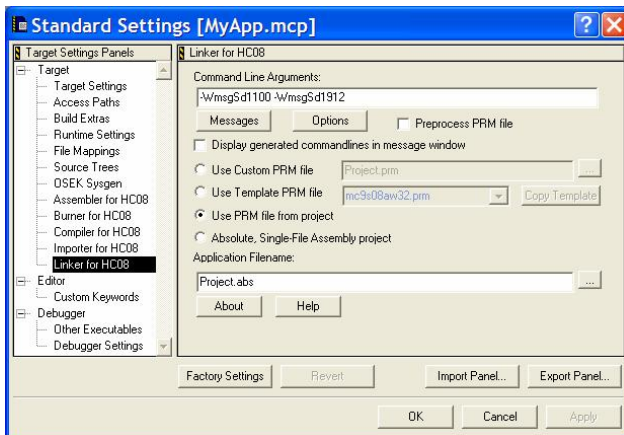 Standard Settings [MyApp.mcp]
Target Settings Panels
Target
Target Settings
Access Paths
Build Extras
Runtime Settings
File Mappings
Source Trees
OSEK Sysgen
Assembler for HC08
Burner for HC08
Compiler for HC08
Importer for HC08
Linker for HC08
Editor
Custom Keywords
Debugger
Other Executables
Debugger Settings
Linker for HC08
Command Line Arguments:
-WmsgSd1100 -WmsgSd1912
Messages Options Preprocess PRM file
Display generated commandlines in message window
Use Custom PRM file Project.prm ...
Use Template PRM file mc9s08aw32.prm Copy Template
Use PRM file from project
Absolute, Single-File Assembly project
Application Filename:
Project.abs ...
About Help
Factory Settings Revert Import Panel... Export Panel...
OK Cancel Apply